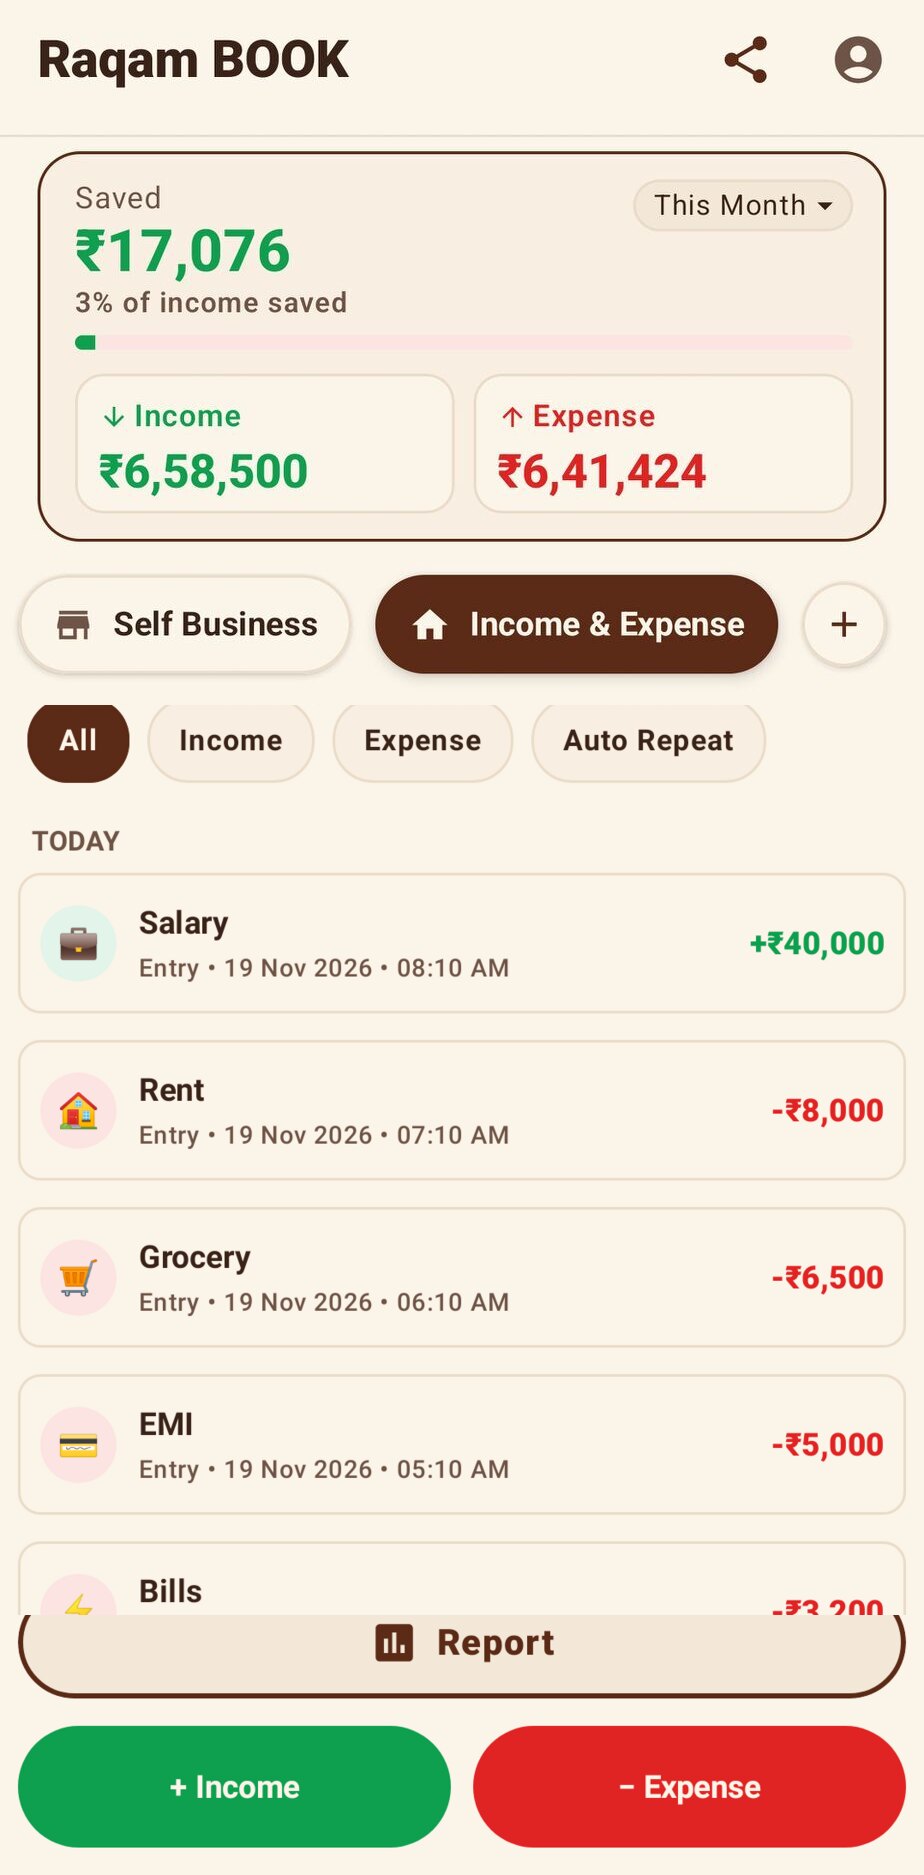 Raqam BOOK
Saved
This Month
₹17,076
3% of income saved
↓ Income
₹6,58,500
↑ Expense
₹6,41,424
Self Business
Income & Expense
+
All
Income
Expense
Auto Repeat
TODAY
Salary
Entry • 19 Nov 2026 • 08:10 AM
+₹40,000
Rent
Entry • 19 Nov 2026 • 07:10 AM
-₹8,000
Grocery
Entry • 19 Nov 2026 • 06:10 AM
-₹6,500
EMI
Entry • 19 Nov 2026 • 05:10 AM
-₹5,000
Bills
-₹3,200
Report
+ Income
− Expense